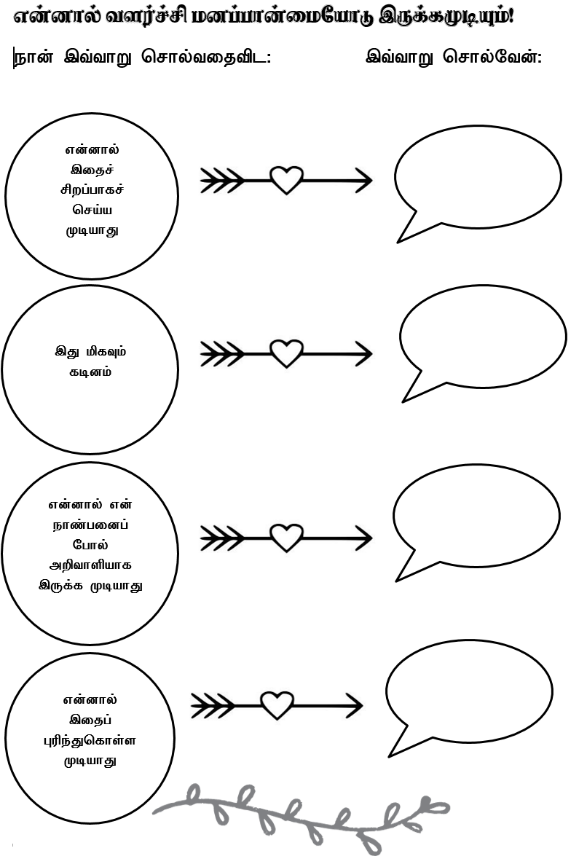 என்னால் வளர்ச்சி மனப்பான்மையோடு இருக்கமுடியும்!
நான் இவ்வாறு சொல்வதைவிட: இவ்வாறு சொல்வேன்:
என்னால்
இதைச்
சிறப்பாகச்
செய்ய
முடியாது
இது மிகவும்
கடினம்
என்னால் என்
நாண்பனைப்
போல்
அறிவாளியாக
இருக்க முடியாது
என்னால்
இதைப்
புரிந்துகொள்ள
முடியாது